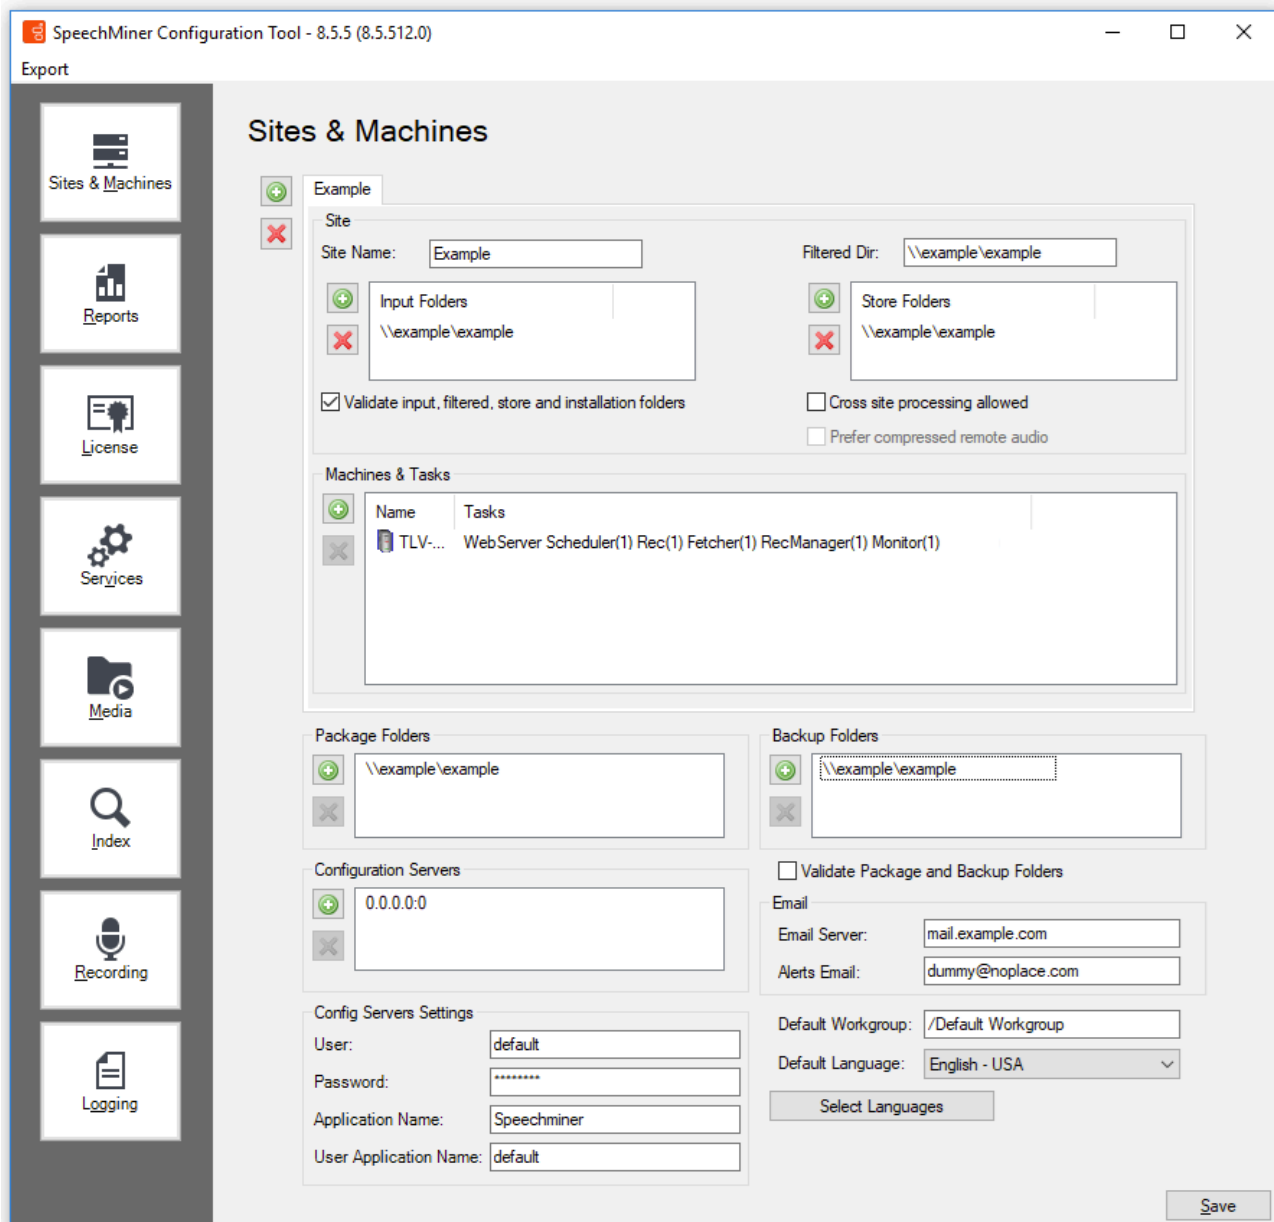 SpeechMiner Configuration Tool - 8.5.5 (8.5.512.0)
Export
Sites & Machines
Reports
License
Services
Media
Index
Recording
Logging
Sites & Machines
Example
Site
Site Name: Example
Filtered Dir: \\example\example
Input Folders
\\example\example
Store Folders
\\example\example
Validate input, filtered, store and installation folders
Cross site processing allowed
Prefer compressed remote audio
Machines & Tasks
Name Tasks
TLV-... WebServer Scheduler(1) Rec(1) Fetcher(1) RecManager(1) Monitor(1)
Package Folders
\\example\example
Backup Folders
\\example\example
Configuration Servers
0.0.0.0:0
Validate Package and Backup Folders
Email
Email Server: mail.example.com
Alerts Email: dummy@noplace.com
Config Servers Settings
User: default
Password: ********
Application Name: Speechminer
User Application Name: default
Default Workgroup: /Default Workgroup
Default Language: English - USA
Select Languages
Save